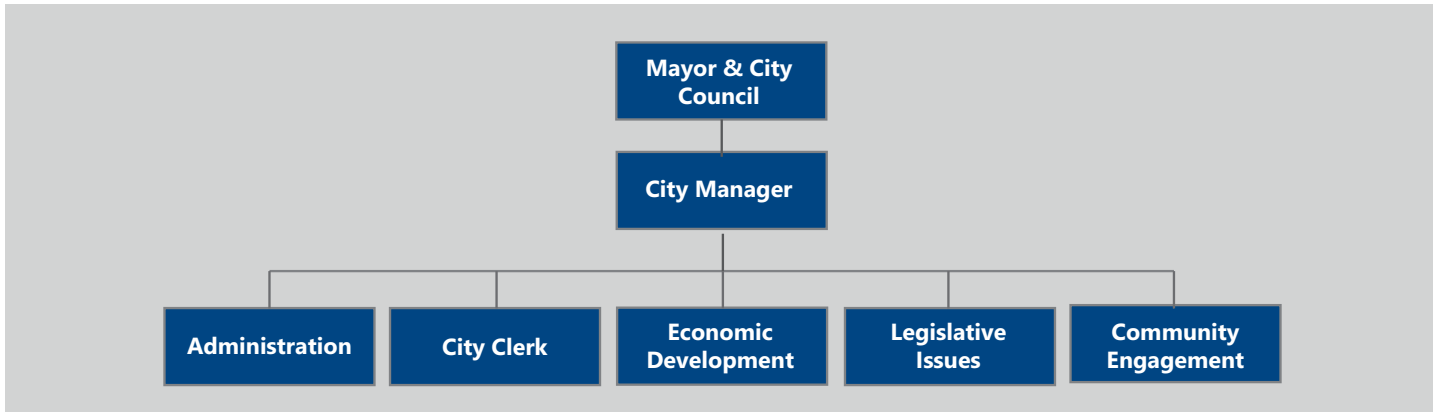 Mayor & City
Council
City Manager
Administration
City Clerk
Economic
Development
Legislative
Issues
Community
Engagement